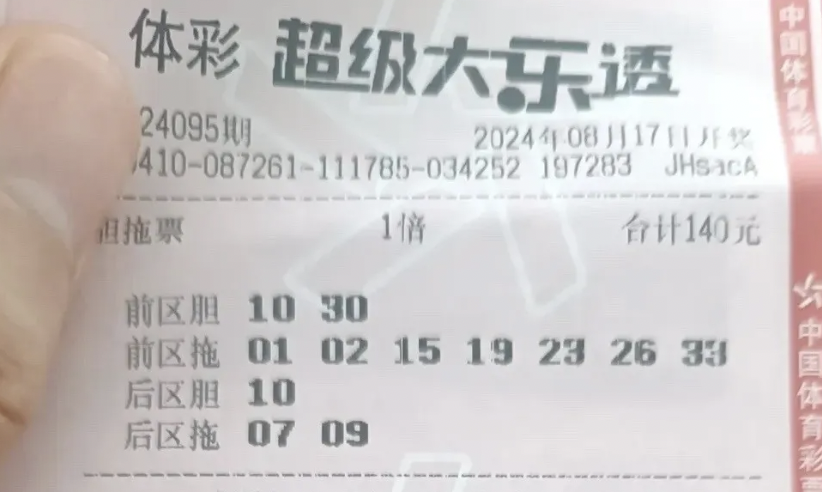 体彩 超级大乐透
24095期 2024年08月17日开奖
410-087261-111785-034252 197283 JHsacA
胆拖票 1倍 合计140元
前区胆 10 30
前区拖 01 02 15 19 23 26 33
后区胆 10
后区拖 07 09
中国体育彩票
中国体育彩票